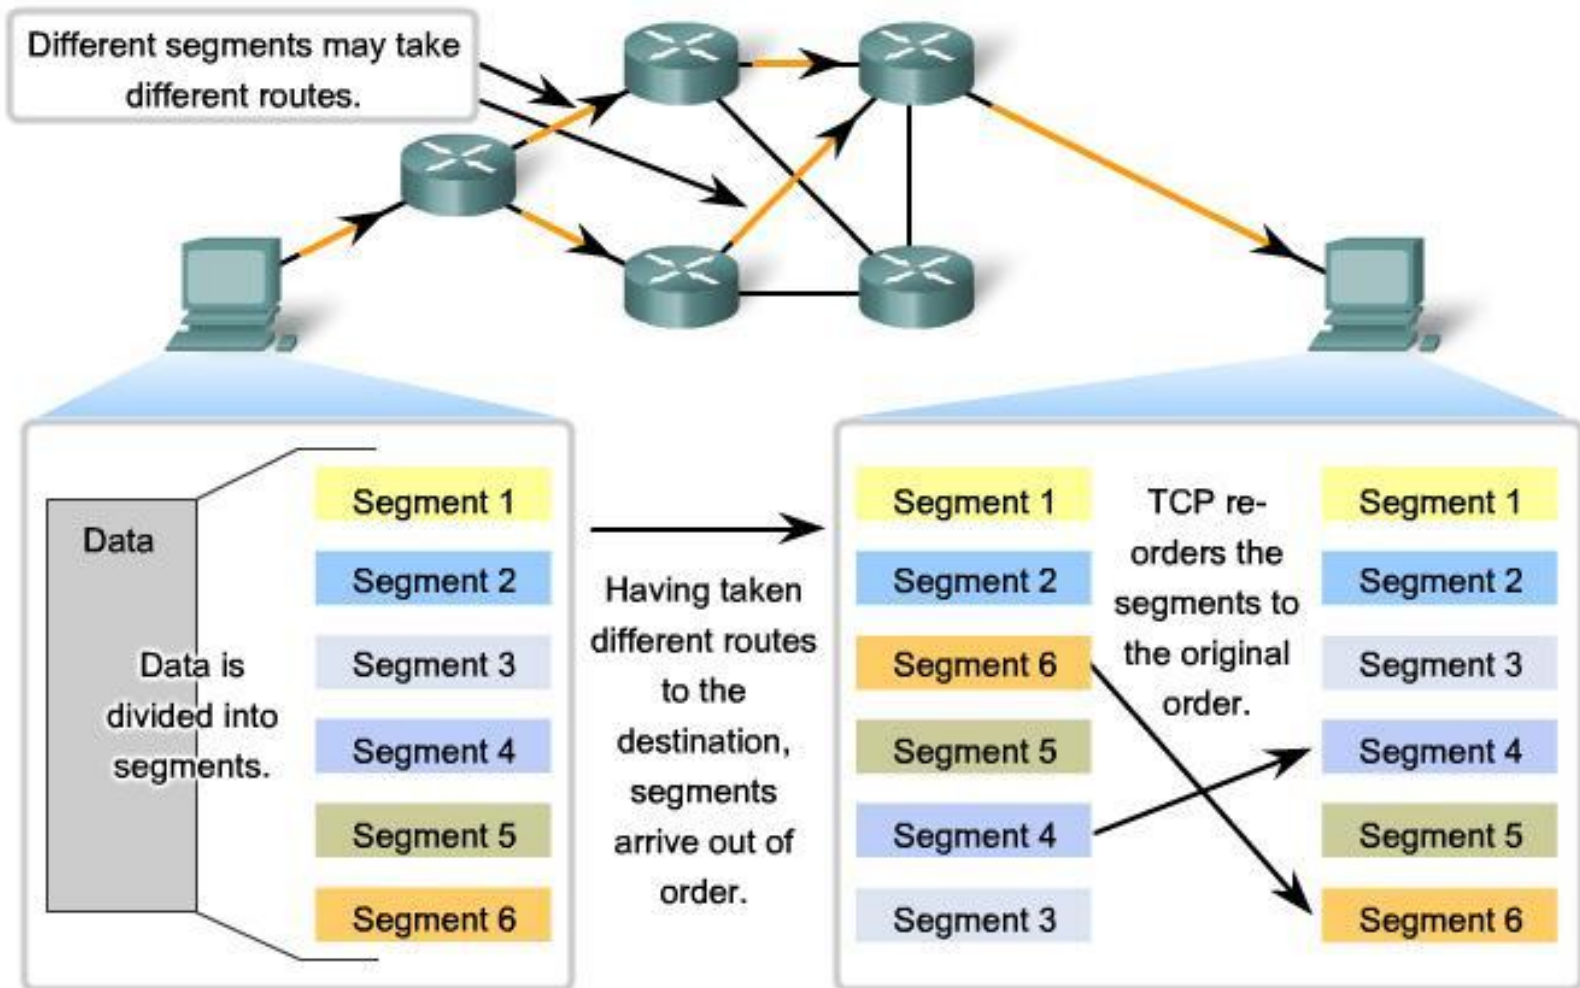 Different segments may take
different routes.
Data
Data is
divided into
segments.
Segment 1
Segment 2
Segment 3
Segment 4
Segment 5
Segment 6
Having taken
different routes
to the
destination,
segments
arrive out of
order.
Segment 1
Segment 2
Segment 6
Segment 5
Segment 4
Segment 3
TCP re-
orders the
segments to
the original
order.
Segment 1
Segment 2
Segment 3
Segment 4
Segment 5
Segment 6